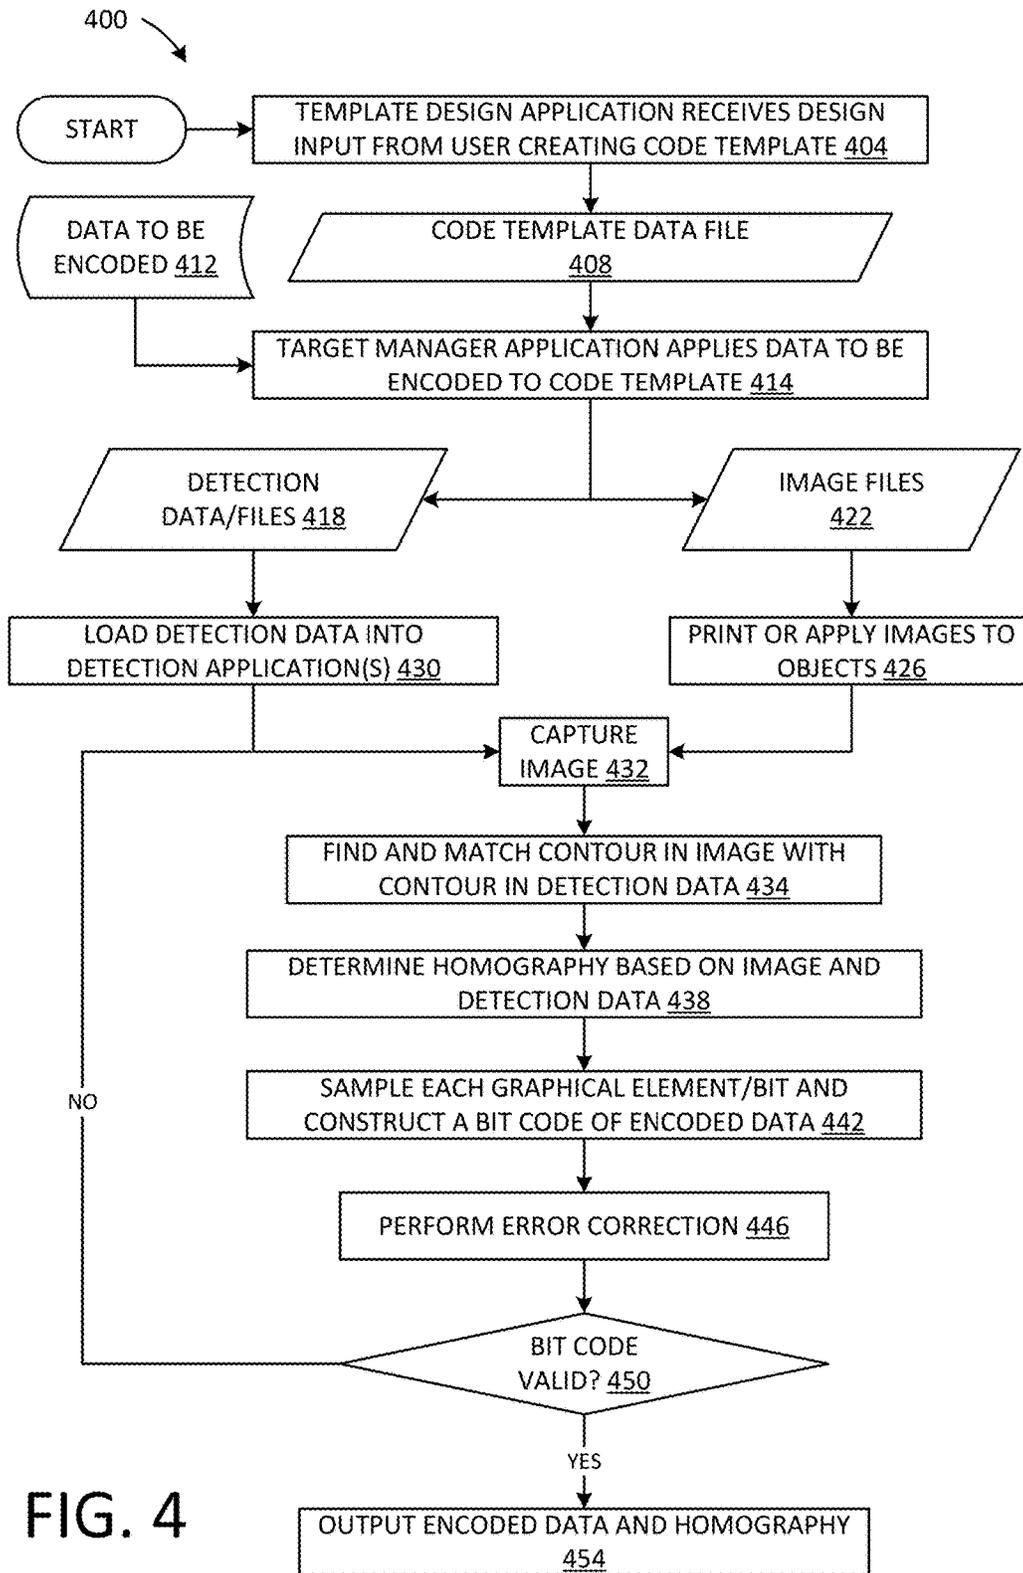 400
START
TEMPLATE DESIGN APPLICATION RECEIVES DESIGN
INPUT FROM USER CREATING CODE TEMPLATE 404
DATA TO BE
ENCODED 412
CODE TEMPLATE DATA FILE
408
TARGET MANAGER APPLICATION APPLIES DATA TO BE
ENCODED TO CODE TEMPLATE 414
DETECTION
DATA/FILES 418
IMAGE FILES
422
LOAD DETECTION DATA INTO
DETECTION APPLICATION(S) 430
PRINT OR APPLY IMAGES TO
OBJECTS 426
CAPTURE
IMAGE 432
FIND AND MATCH CONTOUR IN IMAGE WITH
CONTOUR IN DETECTION DATA 434
DETERMINE HOMOGRAPHY BASED ON IMAGE AND
DETECTION DATA 438
SAMPLE EACH GRAPHICAL ELEMENT/BIT AND
CONSTRUCT A BIT CODE OF ENCODED DATA 442
NO
PERFORM ERROR CORRECTION 446
BIT CODE
VALID? 450
YES
OUTPUT ENCODED DATA AND HOMOGRAPHY
454
FIG. 4